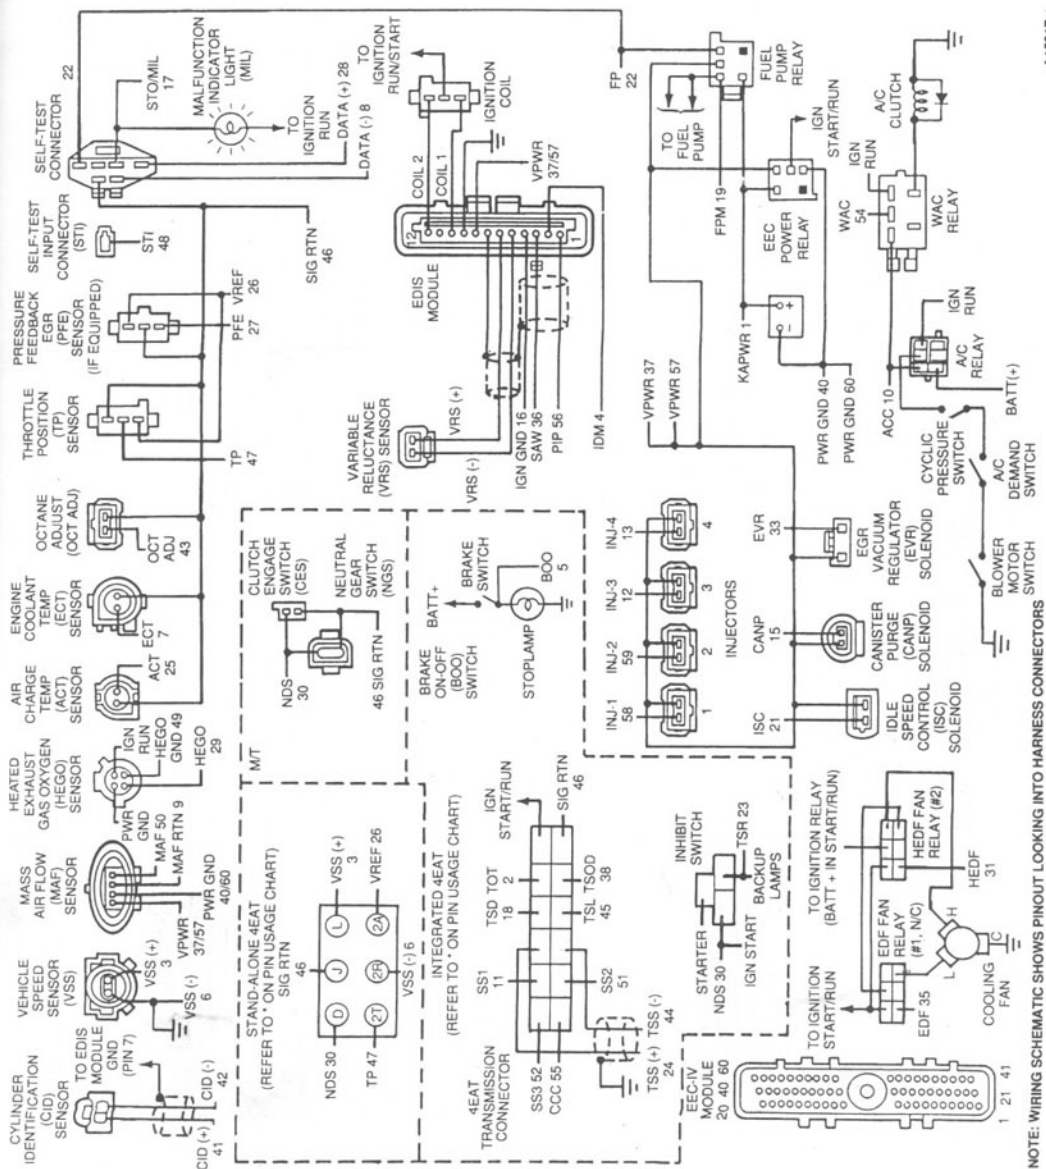 CYLINDER
IDENTIFICATION
(CID)
SENSOR
TO EDIS
MODULE
GND
(PIN 7)
CID (-)
42
CID (+)
41
VEHICLE
SPEED
SENSOR
(VSS)
VSS (+)
3
VSS (-)
6
MASS
AIR FLOW
(MAF)
SENSOR
MAF 50
MAF RTN 9
PWR GND
40/60
VPWR
37/57
HEATED
EXHAUST
GAS OXYGEN
(HEGO)
SENSOR
IGN
RUN
HEGO
GND 49
HEGO
29
PWR
GND
AIR
CHARGE
TEMP
(ACT)
SENSOR
ACT
25
ENGINE
COOLANT
TEMP
(ECT)
SENSOR
ECT
7
OCTANE
ADJUST
(OCT ADJ)
OCT
ADJ
43
THROTTLE
POSITION
(TP)
SENSOR
TP
47
PRESSURE
FEEDBACK
EGR
(PFE)
SENSOR
(IF EQUIPPED)
VREF
26
PFE
27
SELF-TEST
INPUT
CONNECTOR
(STI)
STI
48
SELF-TEST
CONNECTOR
22
STO/MIL
17
MALFUNCTION
INDICATOR
LIGHT
(MIL)
TO
IGNITION
RUN
DATA (+) 28
DATA (-) 8
SIG RTN
46
STAND-ALONE 4EAT
(REFER TO * ON PIN USAGE CHART)
SIG RTN
46
NDS 30
VSS (+)
3
D
J
L
2T
2R
2A
TP 47
VREF 26
VSS (-) 6
M/T
CLUTCH
ENGAGE
SWITCH
(CES)
NDS
30
NEUTRAL
GEAR
SWITCH
(NGS)
46 SIG RTN
VARIABLE
RELUCTANCE
(VRS) SENSOR
VRS (+)
VRS (-)
IGN GND 16
SAW 36
PIP 56
IDM 4
EDIS
MODULE
12
1
COIL 2
COIL 1
VPWR
37/57
TO
IGNITION
RUN/START
IGNITION
COIL
INTEGRATED 4EAT
(REFER TO * ON PIN USAGE CHART)
4EAT
TRANSMISSION
CONNECTOR
SS1
11
TSD
18
TOT
2
IGN
START/RUN
SS3 52
CCC 55
SS2
51
TSL
45
TSOD
38
SIG RTN
46
TSS (-)
44
TSS (+)
24
BRAKE
ON-OFF
(BOO)
SWITCH
BATT+
BRAKE
SWITCH
BOO
5
STOPLAMP
STARTER
INHIBIT
SWITCH
NDS 30
IGN START
BACKUP
LAMPS
TSR 23
INJ-1
58
INJ-2
59
INJ-3
12
INJ-4
13
1
2
3
4
INJECTORS
ISC
21
CANP
15
EVR
33
IDLE
SPEED
CONTROL
(ISC)
SOLENOID
CANISTER
PURGE
(CANP)
SOLENOID
EGR
VACUUM
REGULATOR
(EVR)
SOLENOID
VPWR 37
VPWR 57
KAPWR 1
FPM 19
FP
22
TO
FUEL
PUMP
FUEL
PUMP
RELAY
EEC
POWER
RELAY
IGN
START/RUN
PWR GND 40
PWR GND 60
EEC-IV
MODULE
20 40 60
1 21 41
TO IGNITION
START/RUN
TO IGNITION RELAY
(BATT + IN START/RUN)
EDF FAN
RELAY
(#1, N/C)
EDF 35
HEDF FAN
RELAY (#2)
HEDF
31
COOLING
FAN
L
H
C
BLOWER
MOTOR
SWITCH
A/C
DEMAND
SWITCH
CYCLIC
PRESSURE
SWITCH
BATT(+)
A/C
RELAY
IGN
RUN
ACC 10
WAC
54
IGN
RUN
WAC
RELAY
A/C
CLUTCH
NOTE: WIRING SCHEMATIC SHOWS PINOUT LOOKING INTO HARNESS CONNECTORS